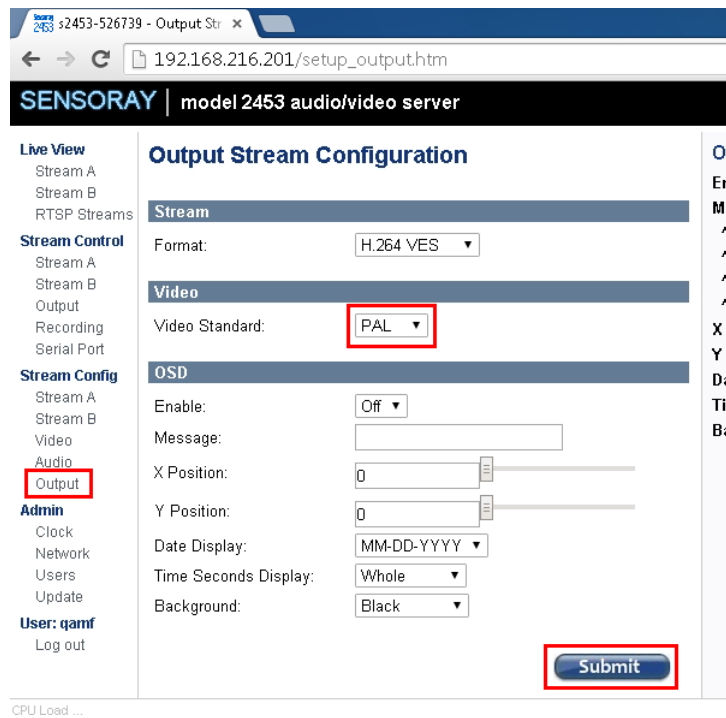 s2453-526739 - Output Str
192.168.216.201/setup_output.htm
SENSORAY | model 2453 audio/video server
Live View
Stream A
Stream B
RTSP Streams
Stream Control
Stream A
Stream B
Output
Recording
Serial Port
Stream Config
Stream A
Stream B
Video
Audio
Output
Admin
Clock
Network
Users
Update
User: qamf
Log out
Output Stream Configuration
Stream
Format: H.264 VES
Video
Video Standard: PAL
OSD
Enable: Off
Message:
X Position: 0
Y Position: 0
Date Display: MM-DD-YYYY
Time Seconds Display: Whole
Background: Black
Submit
O
M
X
Y
Da
Ti
Ba
CPU Load ...